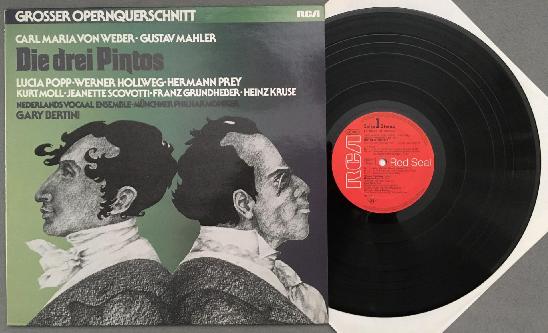 GROSSER OPERNQUERSCHNITT
RCA
CARL MARIA VON WEBER · GUSTAV MAHLER
Die drei Pintos
LUCIA POPP · WERNER HOLLWEG · HERMANN PREY
KURT MOLL · JEANETTE SCOVOTTI · FRANZ GRUNDHEBER · HEINZ KRUSE
NEDERLANDS VOCAAL ENSEMBLE · MÜNCHNER PHILHARMONIKER
GARY BERTINI
1
RCA
Red Seal